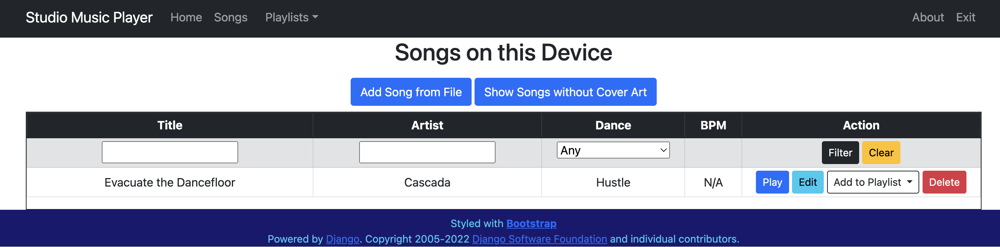 Studio Music Player Home Songs Playlists About Exit
Songs on this Device
Add Song from File Show Songs without Cover Art
Title Artist Dance BPM Action
Any Filter Clear
Evacuate the Dancefloor Cascada Hustle N/A Play Edit Add to Playlist Delete
Styled with Bootstrap
Powered by Django. Copyright 2005-2022 Django Software Foundation and individual contributors.